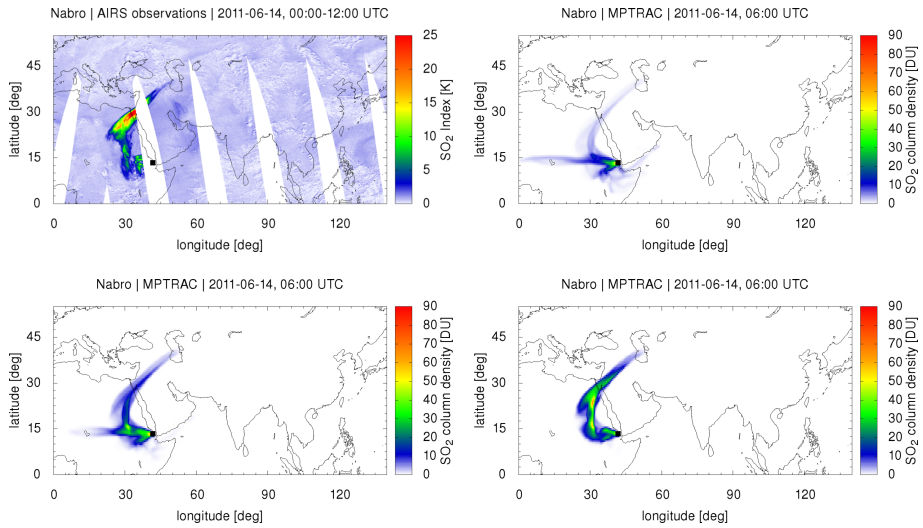 Nabro | AIRS observations | 2011-06-14, 00:00-12:00 UTC
45
30
15
0
latitude [deg]
0 30 60 90 120
longitude [deg]
25
20
15
10
5
0
SO2 Index [K]
Nabro | MPTRAC | 2011-06-14, 06:00 UTC
45
30
15
0
latitude [deg]
0 30 60 90 120
longitude [deg]
90
80
70
60
50
40
30
20
10
0
SO2 column density [DU]
Nabro | MPTRAC | 2011-06-14, 06:00 UTC
45
30
15
0
latitude [deg]
0 30 60 90 120
longitude [deg]
90
80
70
60
50
40
30
20
10
0
SO2 column density [DU]
Nabro | MPTRAC | 2011-06-14, 06:00 UTC
45
30
15
0
latitude [deg]
0 30 60 90 120
longitude [deg]
90
80
70
60
50
40
30
20
10
0
SO2 column density [DU]